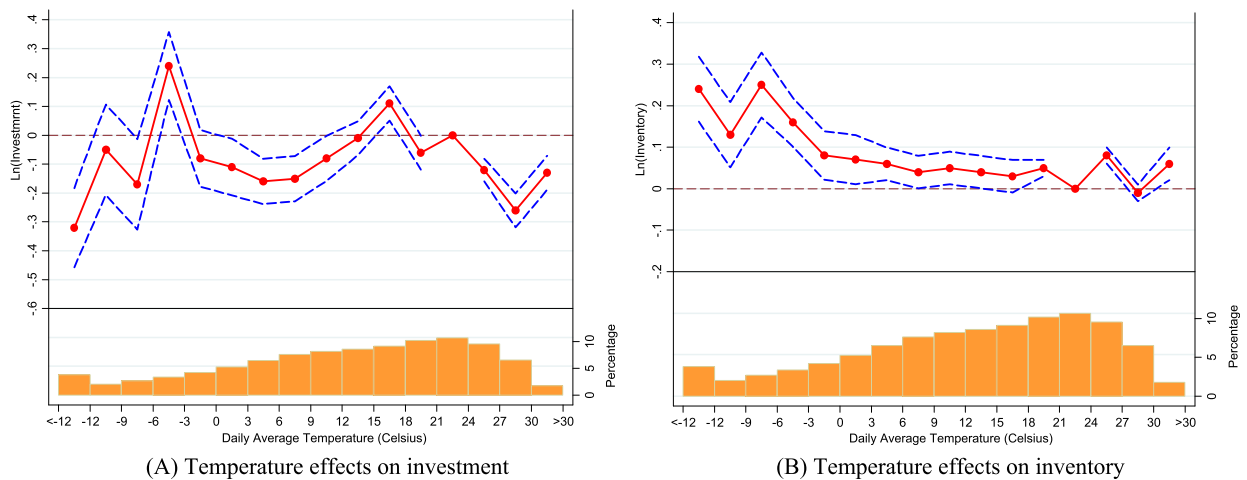 .4
.3
.2
.1
0
-.1
-.2
-.3
-.4
-.5
-.6
Ln(Investmnt)
10
5
0
Percentage
<-12 -12 -9 -6 -3 0 3 6 9 12 15 18 21 24 27 30 >30
Daily Average Temperature (Celsius)
(A) Temperature effects on investment
.4
.3
.2
.1
0
-.1
-.2
Ln(Inventory)
10
5
0
Percentage
<-12 -12 -9 -6 -3 0 3 6 9 12 15 18 21 24 27 30 >30
Daily Average Temperature (Celsius)
(B) Temperature effects on inventory